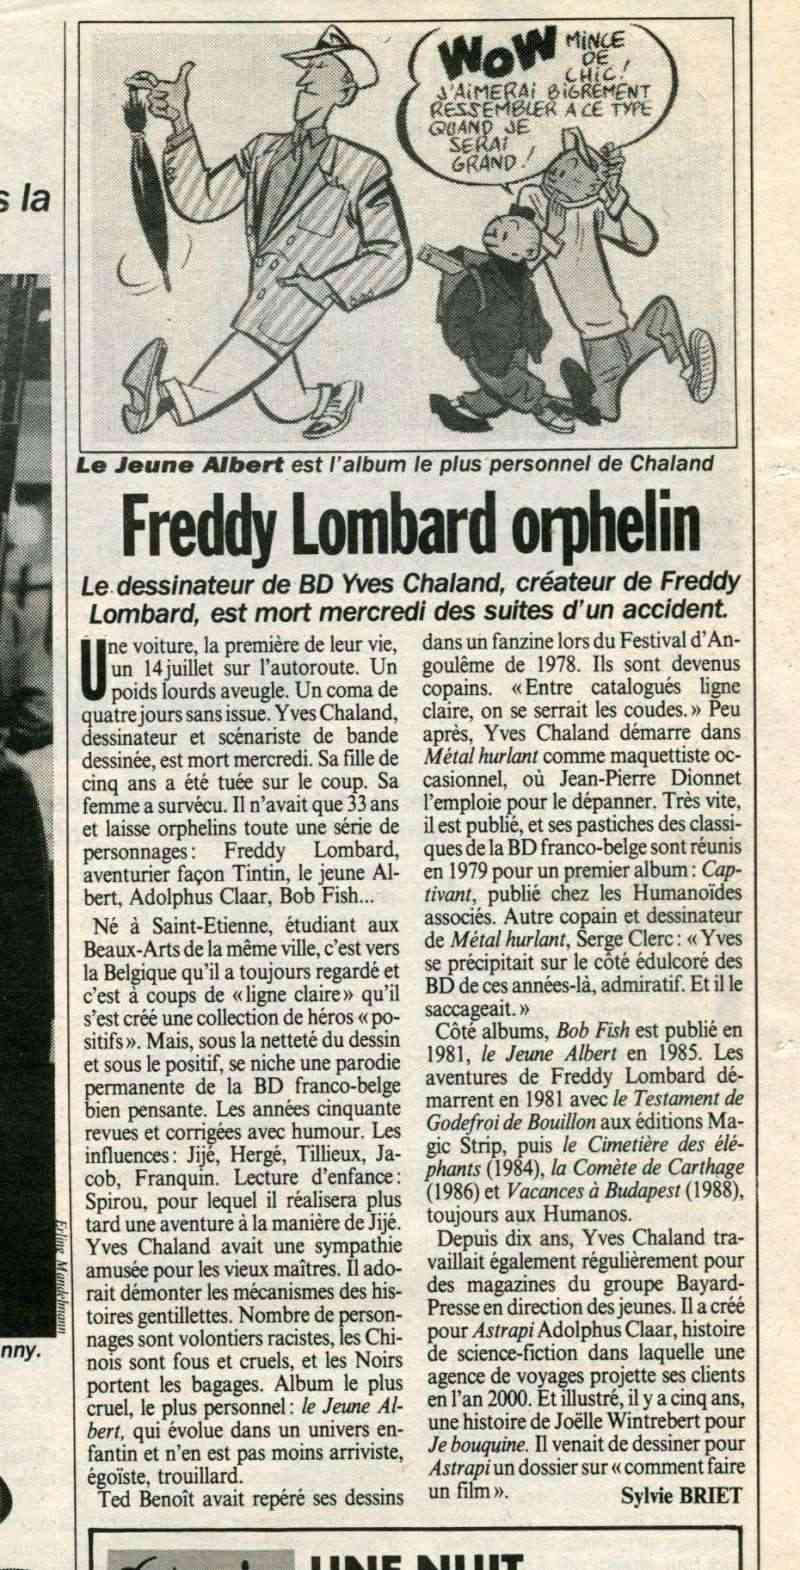 s la
WOW MINCE
DE
CHIC!
J'AIMERAI BIGREMENT
RESSEMBLER A CE TYPE
QUAND JE
SERAI
GRAND!
Le Jeune Albert est l'album le plus personnel de Chaland
Freddy Lombard orphelin
Le dessinateur de BD Yves Chaland, créateur de Freddy
Lombard, est mort mercredi des suites d'un accident.
Une voiture, la première de leur vie,
un 14 juillet sur l'autoroute. Un
poids lourds aveugle. Un coma de
quatre jours sans issue. Yves Chaland,
dessinateur et scénariste de bande
dessinée, est mort mercredi. Sa fille de
cinq ans a été tuée sur le coup. Sa
femme a survécu. Il n'avait que 33 ans
et laisse orphelins toute une série de
personnages: Freddy Lombard,
aventurier façon Tintin, le jeune Al-
bert, Adolphus Claar, Bob Fish...
Né à Saint-Etienne, étudiant aux
Beaux-Arts de la même ville, c'est vers
la Belgique qu'il a toujours regardé et
c'est à coups de «ligne claire» qu'il
s'est créé une collection de héros «po-
sitifs». Mais, sous la netteté du dessin
et sous le positif, se niche une parodie
permanente de la BD franco-belge
bien pensante. Les années cinquante
revues et corrigées avec humour. Les
influences: Jijé, Hergé, Tillieux, Ja-
cob, Franquin. Lecture d'enfance:
Spirou, pour lequel il réalisera plus
tard une aventure à la manière de Jijé.
Yves Chaland avait une sympathie
amusée pour les vieux maîtres. Il ado-
rait démonter les mécanismes des his-
toires gentillettes. Nombre de person-
nages sont volontiers racistes, les Chi-
nois sont fous et cruels, et les Noirs
portent les bagages. Album le plus
cruel, le plus personnel: le Jeune Al-
bert, qui évolue dans un univers en-
fantin et n'en est pas moins arriviste,
égoïste, trouillard.
Ted Benoît avait repéré ses dessins
dans un fanzine lors du Festival d'An-
goulême de 1978. Ils sont devenus
copains. «Entre catalogués ligne
claire, on se serrait les coudes.» Peu
après, Yves Chaland démarre dans
Métal hurlant comme maquettiste oc-
casionnel, où Jean-Pierre Dionnet
l'emploie pour le dépanner. Très vite,
il est publié, et ses pastiches des classi-
ques de la BD franco-belge sont réunis
en 1979 pour un premier album: Cap-
tivant, publié chez les Humanoïdes
associés. Autre copain et dessinateur
de Métal hurlant, Serge Clerc: «Yves
se précipitait sur le côté édulcoré des
BD de ces années-là, admiratif. Et il le
saccageait.»
Côté albums, Bob Fish est publié en
1981, le Jeune Albert en 1985. Les
aventures de Freddy Lombard dé-
marrent en 1981 avec le Testament de
Godefroi de Bouillon aux éditions Ma-
gic Strip, puis le Cimetière des élé-
phants (1984), la Comète de Carthage
(1986) et Vacances à Budapest (1988),
toujours aux Humanos.
Depuis dix ans, Yves Chaland tra-
vaillait également régulièrement pour
des magazines du groupe Bayard-
Presse en direction des jeunes. Il a créé
pour Astrapi Adolphus Claar, histoire
de science-fiction dans laquelle une
agence de voyages projette ses clients
en l'an 2000. Et illustré, il y a cinq ans,
une histoire de Joëlle Wintrebert pour
Je bouquine. Il venait de dessiner pour
Astrapi un dossier sur «comment faire
un film».
Sylvie BRIET
Erling Mandelmann
nny.
UNE NUIT